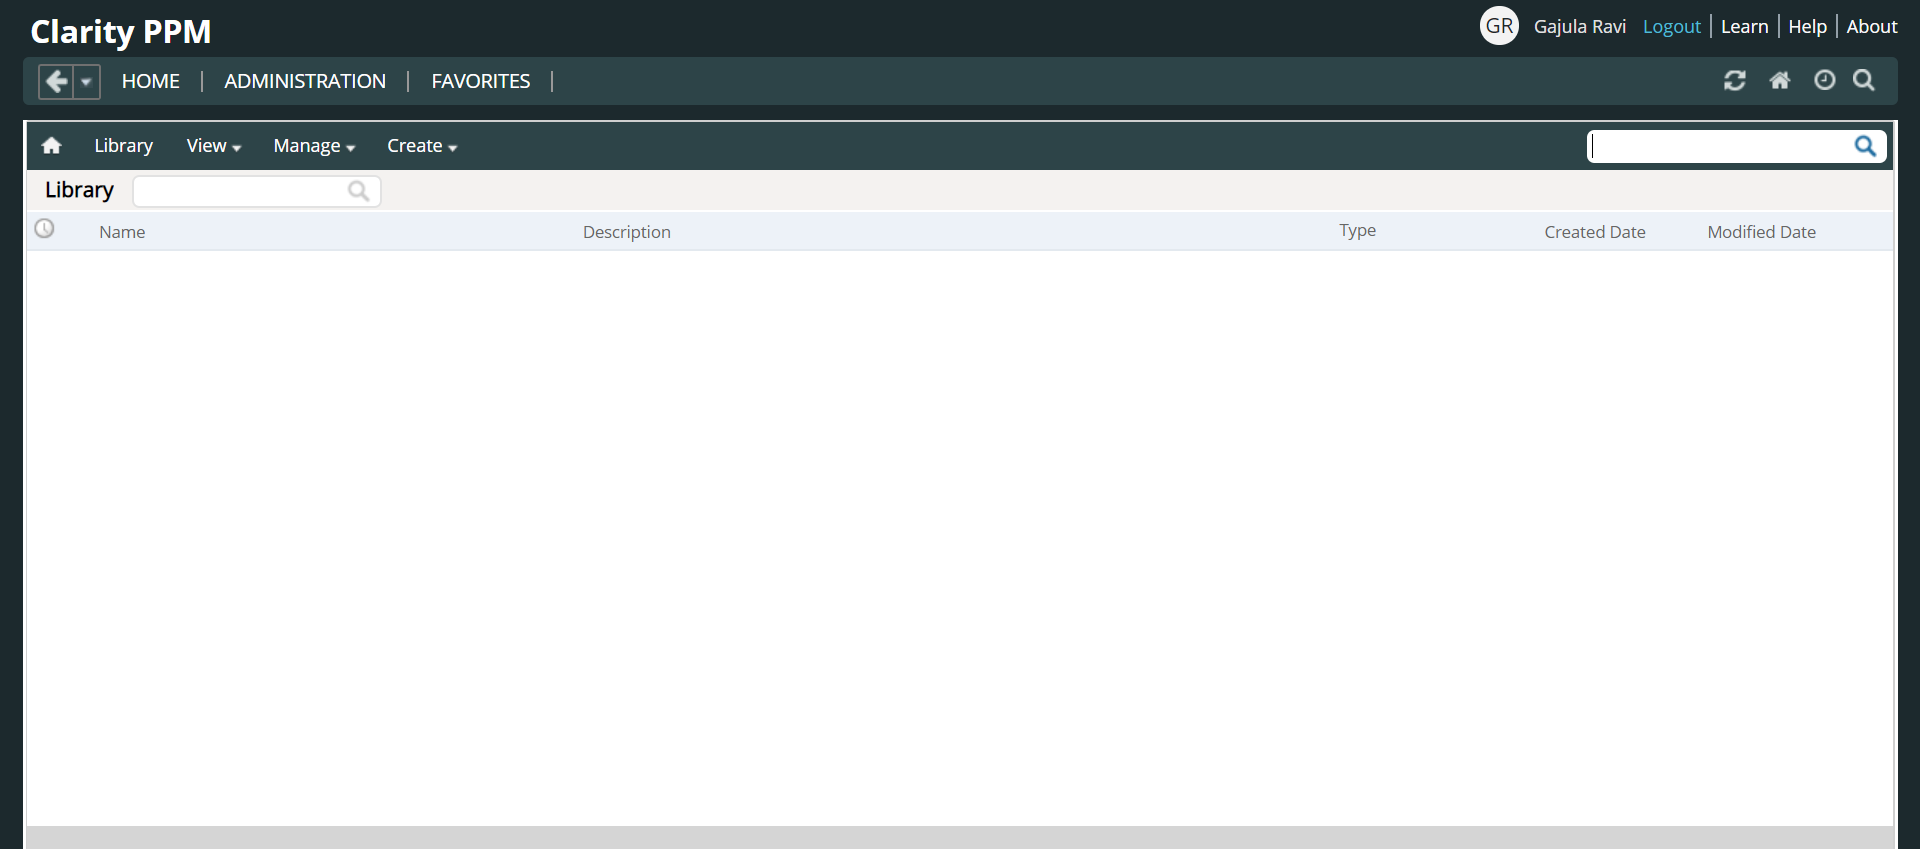 Clarity PPM
GR Gajula Ravi Logout Learn Help About
HOME ADMINISTRATION FAVORITES
Library View Manage Create
Library
Name Description Type Created Date Modified Date